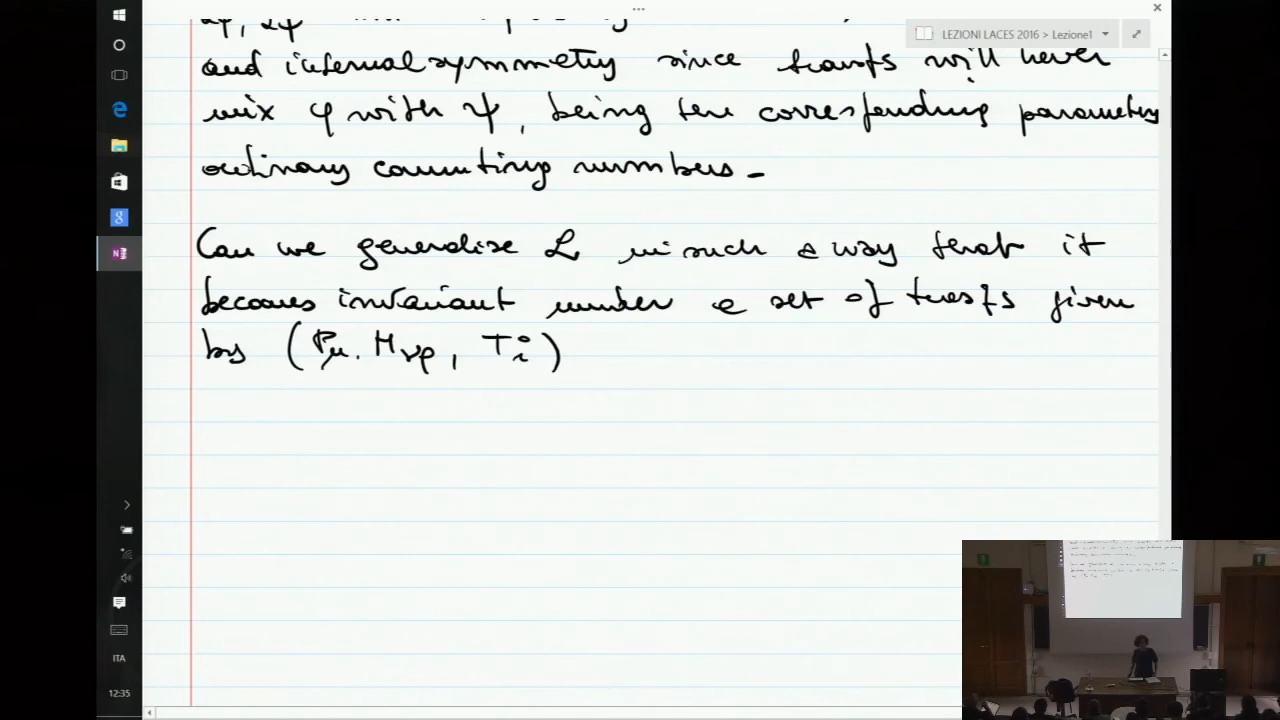 LEZIONI LACES 2016 > Lezione1
and internal symmetry since transfs will never
mix φ with ψ, being the corresponding parameters
ordinary commuting numbers.
Can we generalise L in such a way that it
becomes invariant under a set of transfs given
by (Pμ, Mνρ, Ti)
ITA
12:35